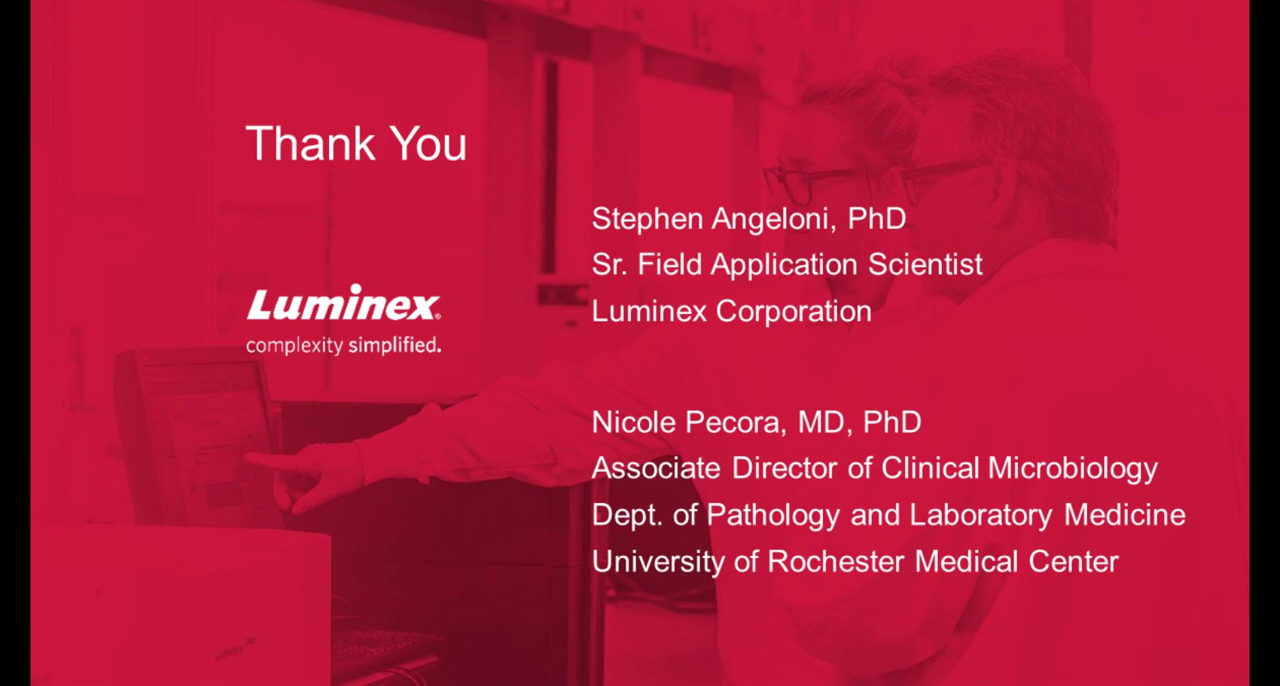 Thank You
Luminex®
complexity simplified.
Stephen Angeloni, PhD
Sr. Field Application Scientist
Luminex Corporation
Nicole Pecora, MD, PhD
Associate Director of Clinical Microbiology
Dept. of Pathology and Laboratory Medicine
University of Rochester Medical Center